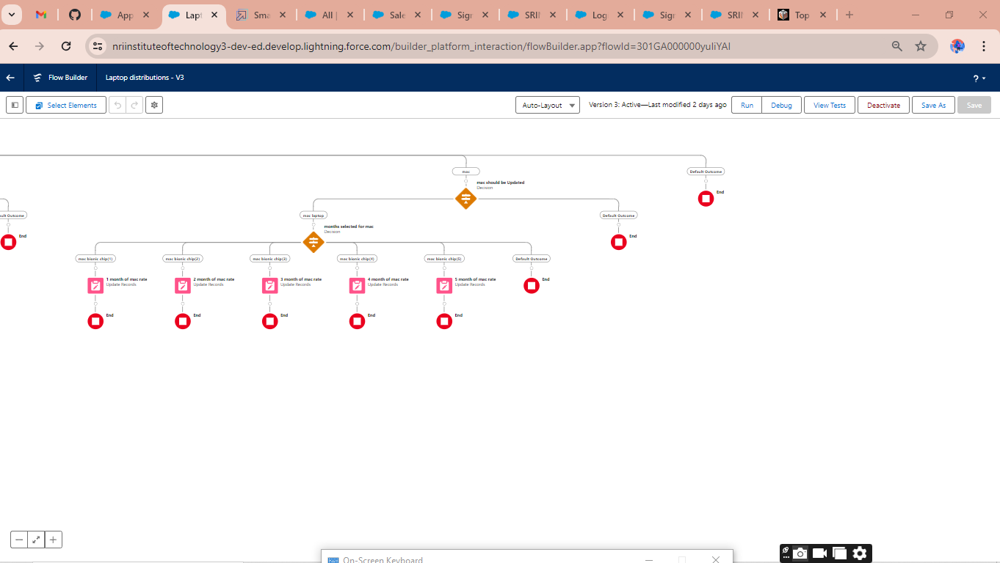 App
Lapt
Sma
All |
Sale
Sign
SRIN
Logi
Sign
SRIN
Top
nriinstituteoftechnology3-dev-ed.develop.lightning.force.com/builder_platform_interaction/flowBuilder.app?flowId=301GA000000yuIiYAI
Flow Builder
Laptop distributions - V3
?
Select Elements
Auto-Layout
Version 3: Active—Last modified 2 days ago
Run
Debug
View Tests
Deactivate
Save As
Save
mac
Default Outcome
mac should be Updated
Decision
End
ult Outcome
mac laptop
Default Outcome
End
months selected for mac
Decision
End
mac bionic chip(1)
mac bionic chip(2)
mac bionic chip(3)
mac bionic chip(4)
mac bionic chip(5)
Default Outcome
1 month of mac rate
Update Records
2 month of mac rate
Update Records
3 month of mac rate
Update Records
4 month of mac rate
Update Records
5 month of mac rate
Update Records
End
End
End
End
End
End
On-Screen Keyboard